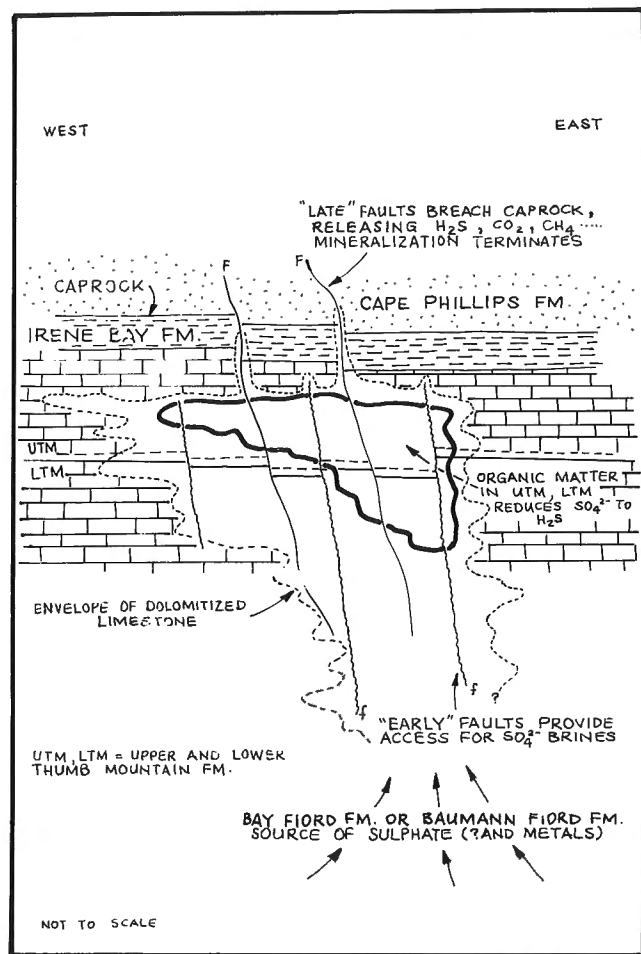 WEST
EAST
"LATE" FAULTS BREACH CAPROCK,
RELEASING H₂S, CO₂, CH₄.....
MINERALIZATION TERMINATES
F
F
CAPROCK
CAPE PHILLIPS FM.
IRENE BAY FM.
UTM
LTM
ORGANIC MATTER
IN UTM, LTM
REDUCES SO₄²⁻ TO
H₂S
ENVELOPE OF DOLOMITIZED
LIMESTONE
f
f
?
"EARLY" FAULTS PROVIDE
ACCESS FOR SO₄²⁻ BRINES
UTM, LTM = UPPER AND LOWER
THUMB MOUNTAIN FM.
BAY FIORD FM. OR BAUMANN FIORD FM.
SOURCE OF SULPHATE (? AND METALS)
NOT TO SCALE